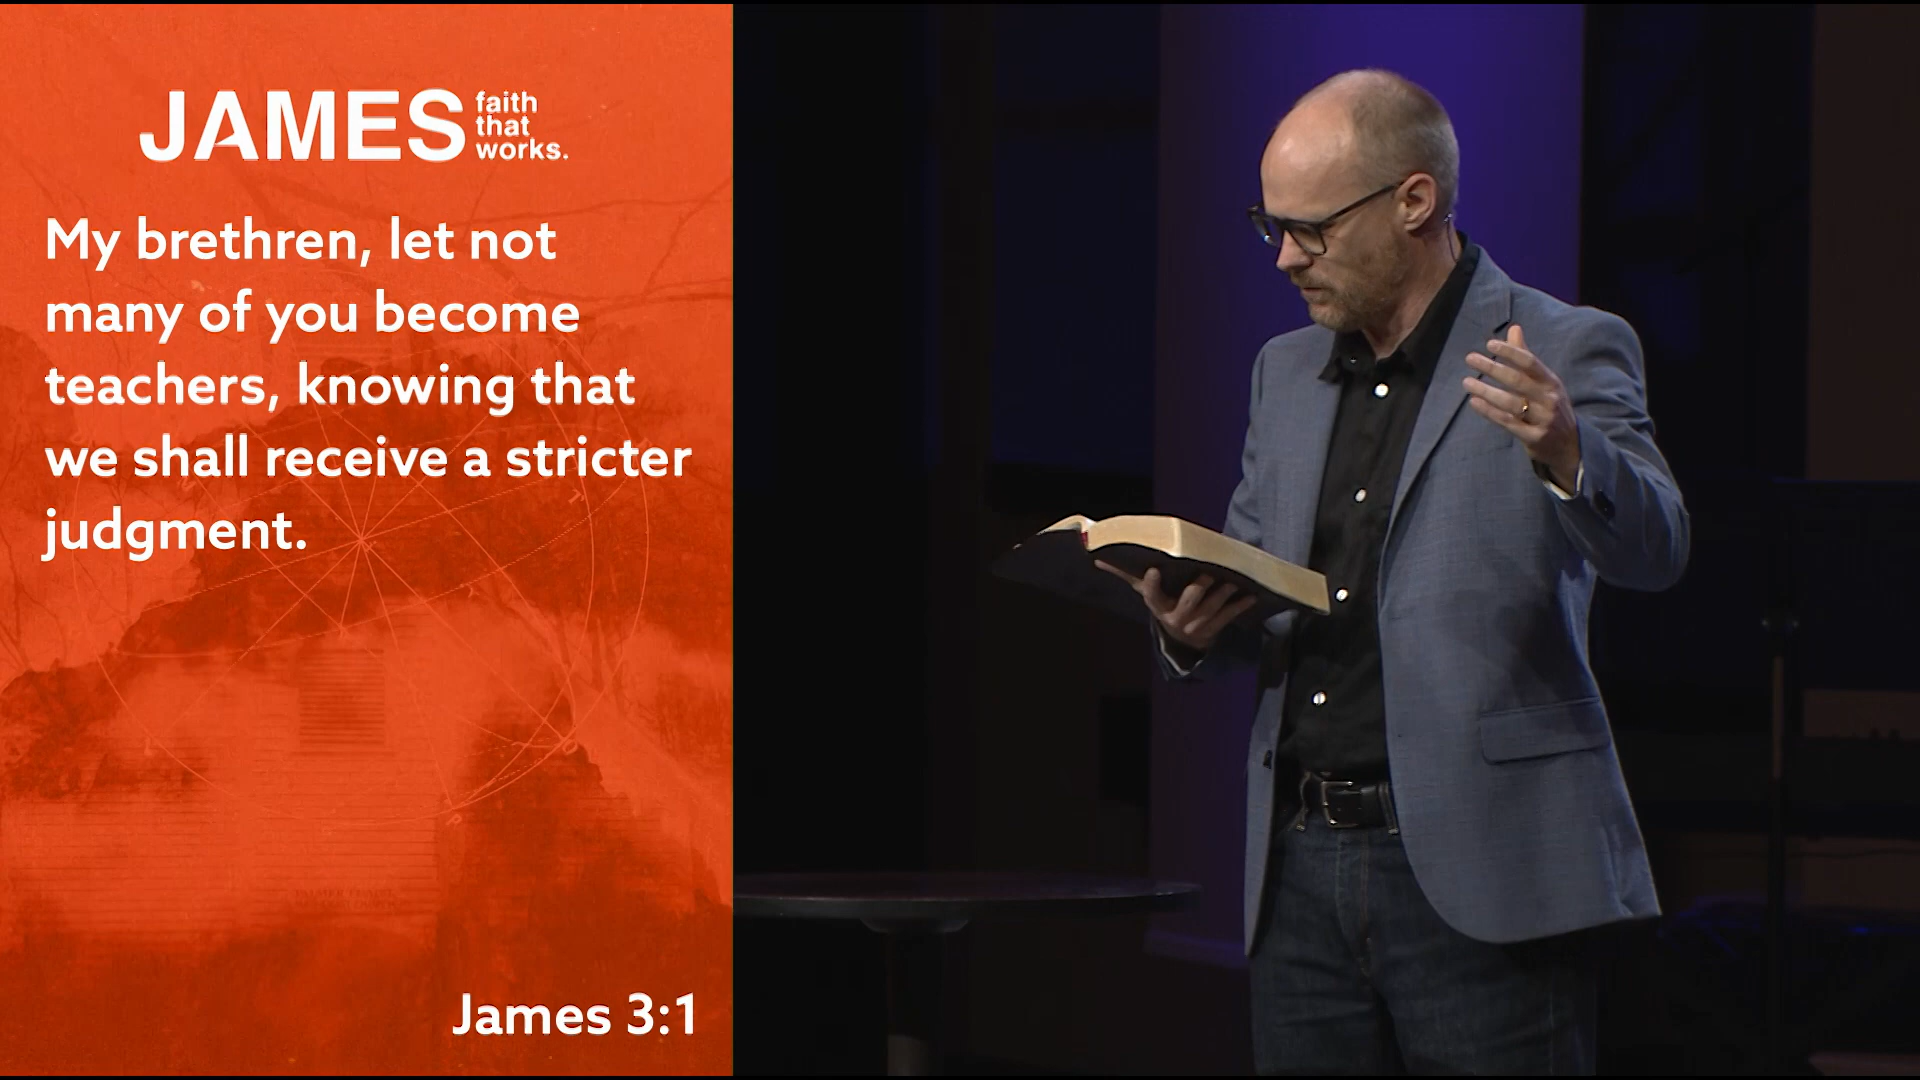 JAMES
faith
that
works.
My brethren, let not
many of you become
teachers, knowing that
we shall receive a stricter
judgment.
James 3:1